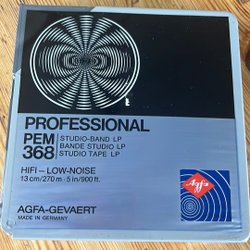 PROFESSIONAL
PEM 368
STUDIO-BAND LP
BANDE STUDIO LP
STUDIO TAPE LP
HIFI – LOW-NOISE
13 cm/270 m · 5 in/900 ft.
AGFA-GEVAERT
MADE IN GERMANY
Agfa